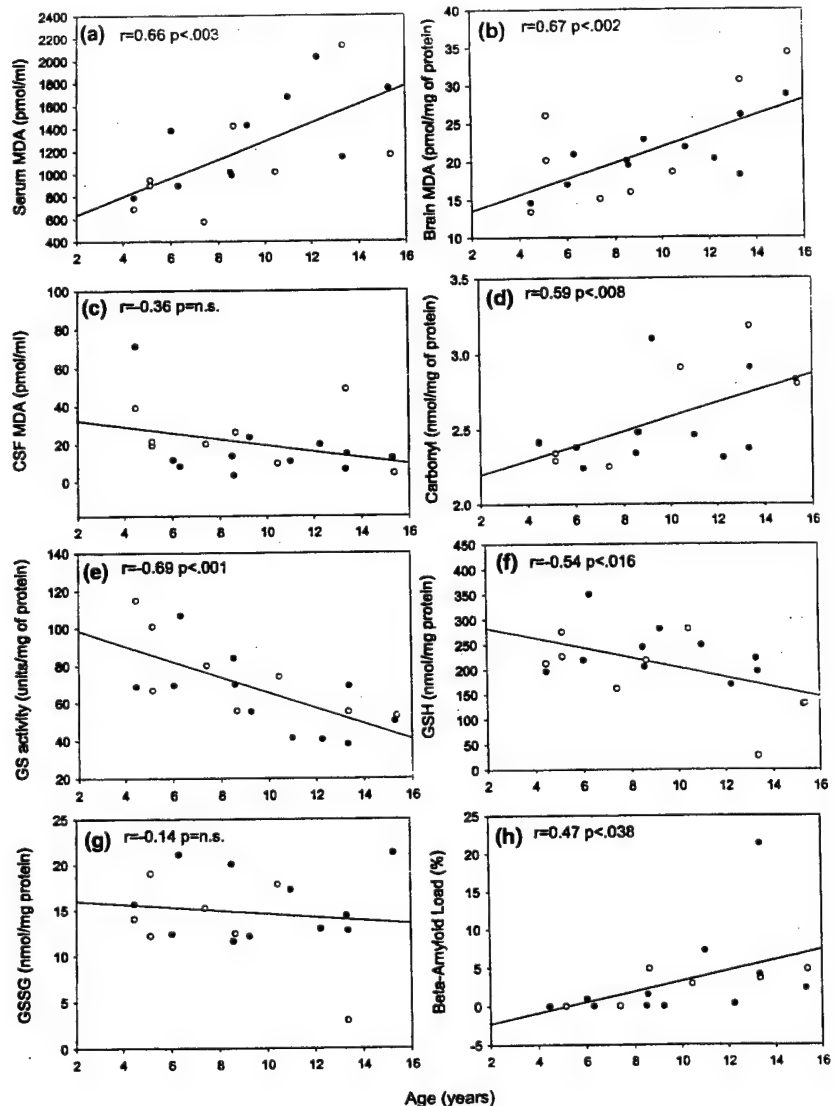 (a) r=0.66 p<.003
Serum MDA (pmol/ml)
2400
2200
2000
1800
1600
1400
1200
1000
800
600
400
2 4 6 8 10 12 14 16
(b) r=0.67 p<.002
Brain MDA (pmol/mg of protein)
40
35
30
25
20
15
10
2 4 6 8 10 12 14 16
(c) r=-0.36 p=n.s.
CSF MDA (pmol/ml)
100
80
60
40
20
0
2 4 6 8 10 12 14 16
(d) r=0.59 p<.008
Carbonyl (nmol/mg of protein)
3.5
3.0
2.5
2.0
2 4 6 8 10 12 14 16
(e) r=-0.69 p<.001
GS activity (units/mg of protein)
140
120
100
80
60
40
20
2 4 6 8 10 12 14 16
(f) r=-0.54 p<.016
GSH (nmol/mg protein)
450
400
350
300
250
200
150
100
50
0
2 4 6 8 10 12 14 16
(g) r=-0.14 p=n.s.
GSSG (nmol/mg protein)
25
20
15
10
5
0
2 4 6 8 10 12 14 16
(h) r=0.47 p<.038
Beta-Amyloid Load (%)
25
20
15
10
5
0
-5
2 4 6 8 10 12 14 16
Age (years)